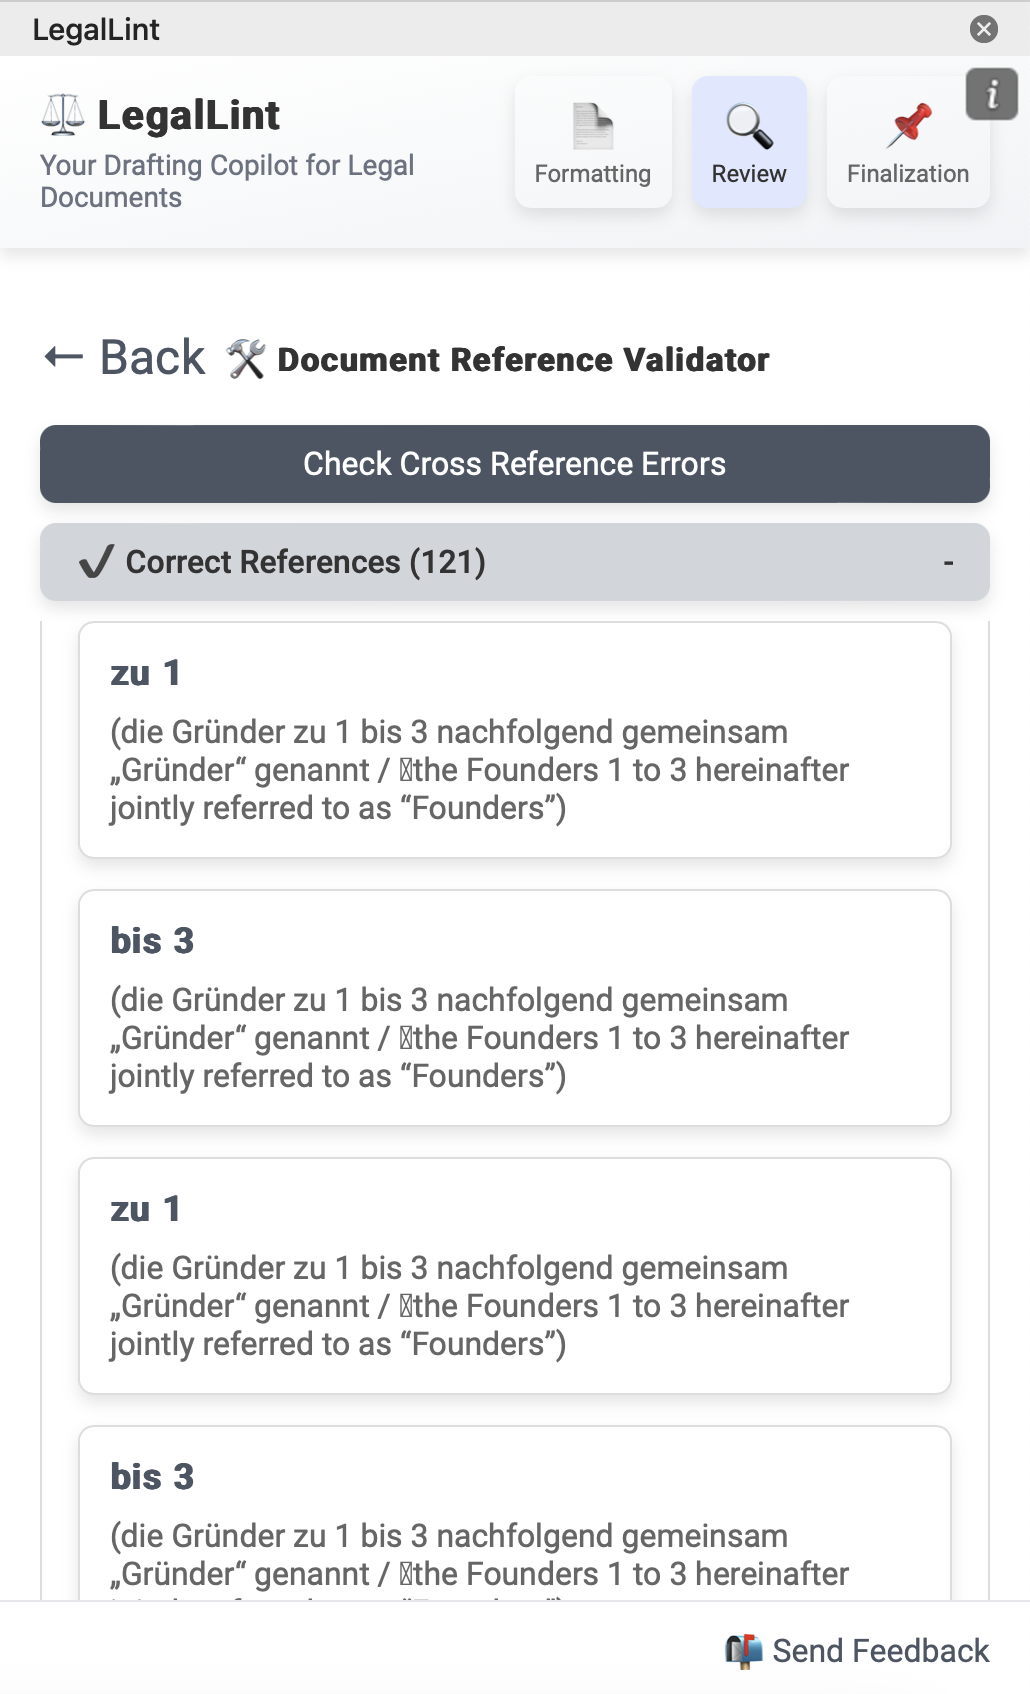 LegalLint
LegalLint
Your Drafting Copilot for Legal
Documents
Formatting
Review
Finalization
i
← Back
Document Reference Validator
Check Cross Reference Errors
✔ Correct References (121) -
zu 1
(die Gründer zu 1 bis 3 nachfolgend gemeinsam
„Gründer“ genannt / the Founders 1 to 3 hereinafter
jointly referred to as “Founders”)
bis 3
(die Gründer zu 1 bis 3 nachfolgend gemeinsam
„Gründer“ genannt / the Founders 1 to 3 hereinafter
jointly referred to as “Founders”)
zu 1
(die Gründer zu 1 bis 3 nachfolgend gemeinsam
„Gründer“ genannt / the Founders 1 to 3 hereinafter
jointly referred to as “Founders”)
bis 3
(die Gründer zu 1 bis 3 nachfolgend gemeinsam
„Gründer“ genannt / the Founders 1 to 3 hereinafter
Send Feedback